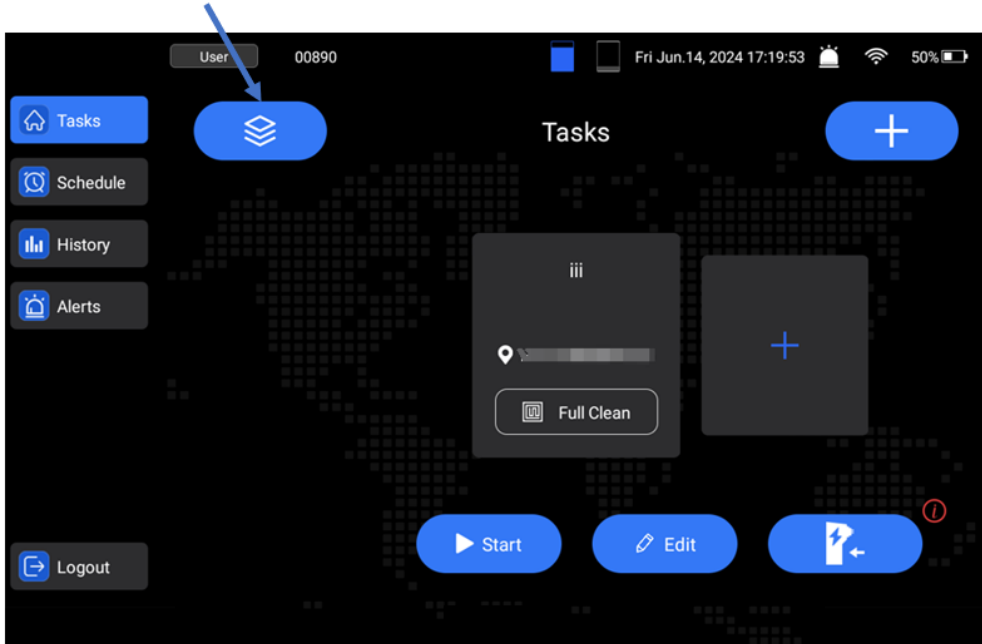 User 00890 Fri Jun.14, 2024 17:19:53 50%
Tasks
Tasks
Schedule
History
iii
Alerts
Full Clean
Start Edit
Logout